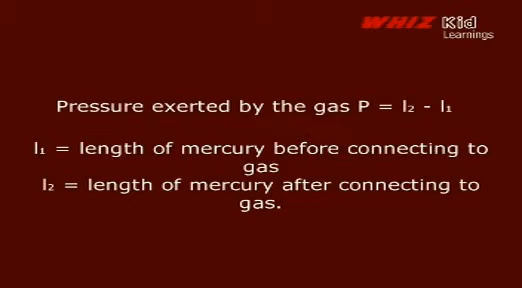 WHIZ Kid
Learnings
Pressure exerted by the gas P = l₂ - l₁
l₁ = length of mercury before connecting to
gas
l₂ = length of mercury after connecting to
gas.